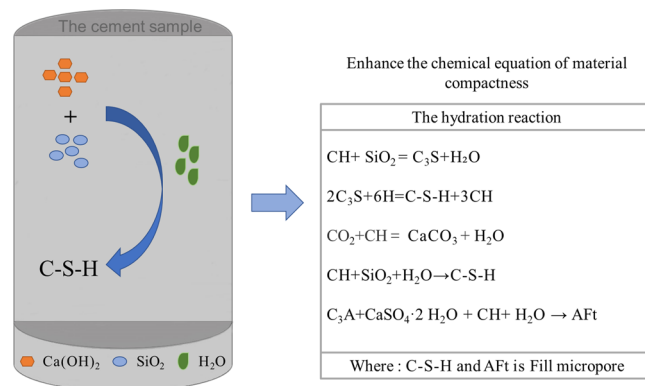 The cement sample
+
C-S-H
Ca(OH)₂ SiO₂ H₂O
Enhance the chemical equation of material
compactness
The hydration reaction
CH+ SiO₂ = C₃S+H₂O
2C₃S+6H=C-S-H+3CH
CO₂+CH = CaCO₃ + H₂O
CH+SiO₂+H₂O→C-S-H
C₃A+CaSO₄·2 H₂O + CH+ H₂O → AFt
Where : C-S-H and AFt is Fill micropore